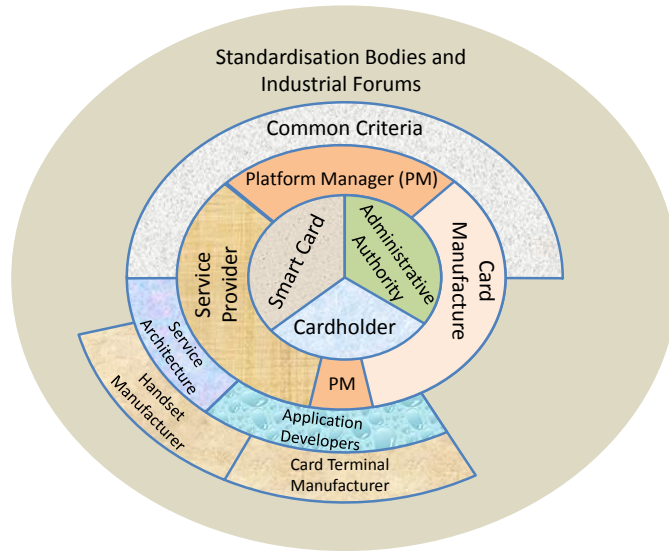 Standardisation Bodies and
Industrial Forums
Common Criteria
Platform Manager (PM)
Smart Card
Administrative
Authority
Service
Provider
Card
Manufacture
Cardholder
PM
Service
Architecture
Application
Developers
Handset
Manufacturer
Card Terminal
Manufacturer